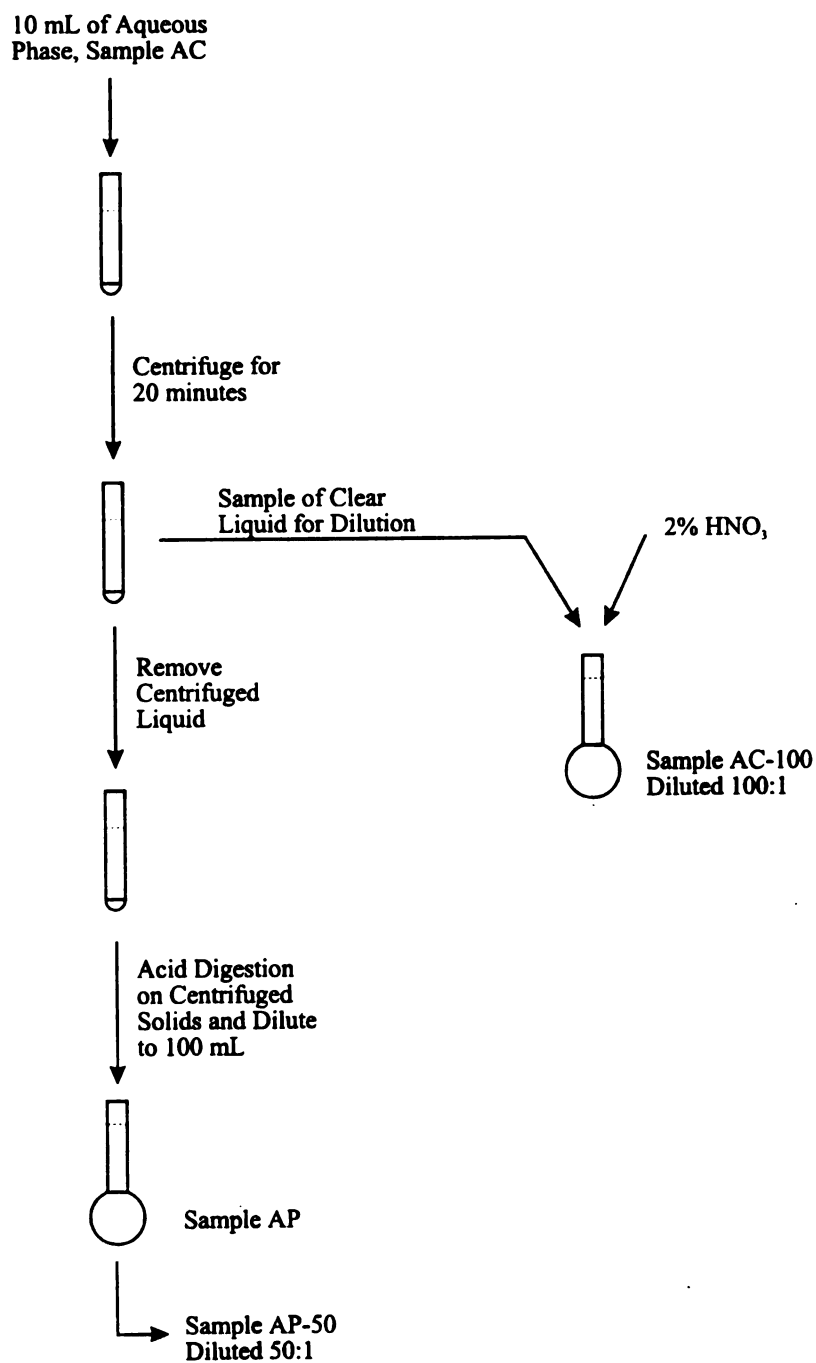 10 mL of Aqueous
Phase, Sample AC
Centrifuge for
20 minutes
Sample of Clear
Liquid for Dilution
2% HNO₃
Remove
Centrifuged
Liquid
Sample AC-100
Diluted 100:1
Acid Digestion
on Centrifuged
Solids and Dilute
to 100 mL
Sample AP
Sample AP-50
Diluted 50:1